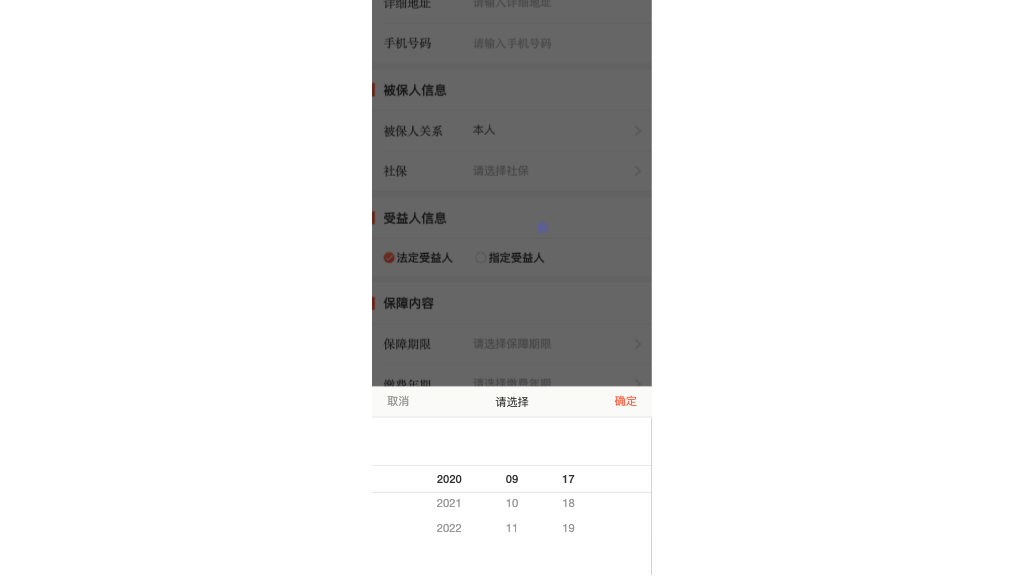 详细地址 请输入详细地址
手机号码 请输入手机号码
被保人信息
被保人关系 本人
社保 请选择社保
受益人信息
法定受益人 指定受益人
保障内容
保障期限 请选择保障期限
缴费年期 请选择缴费年期
取消 请选择 确定
2020 09 17
2021 10 18
2022 11 19